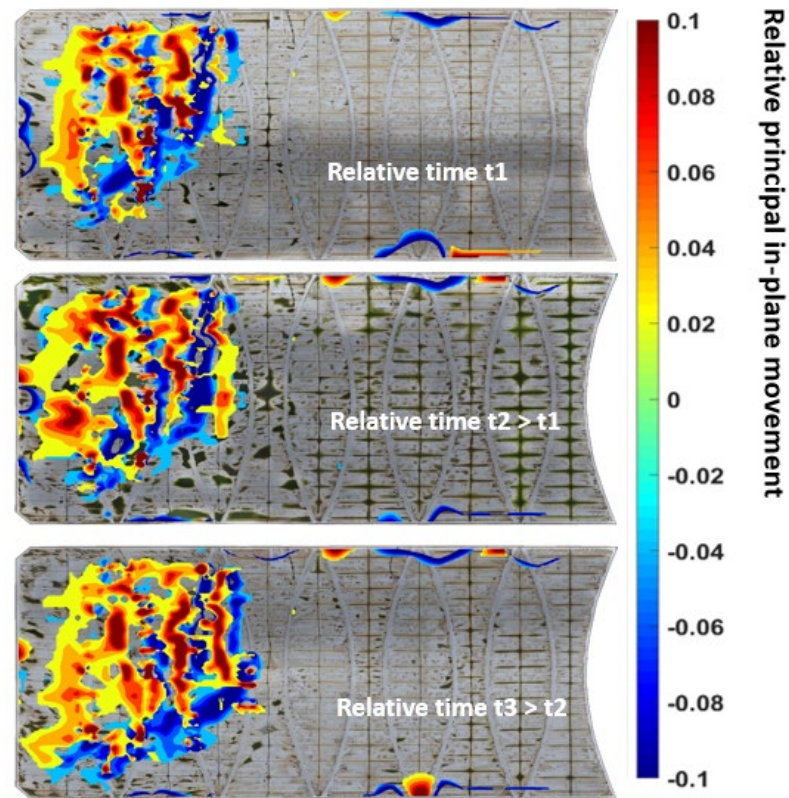 Relative time t1
Relative time t2 > t1
Relative time t3 > t2
0.1
0.08
0.06
0.04
0.02
0
-0.02
-0.04
-0.06
-0.08
-0.1
Relative principal in-plane movement